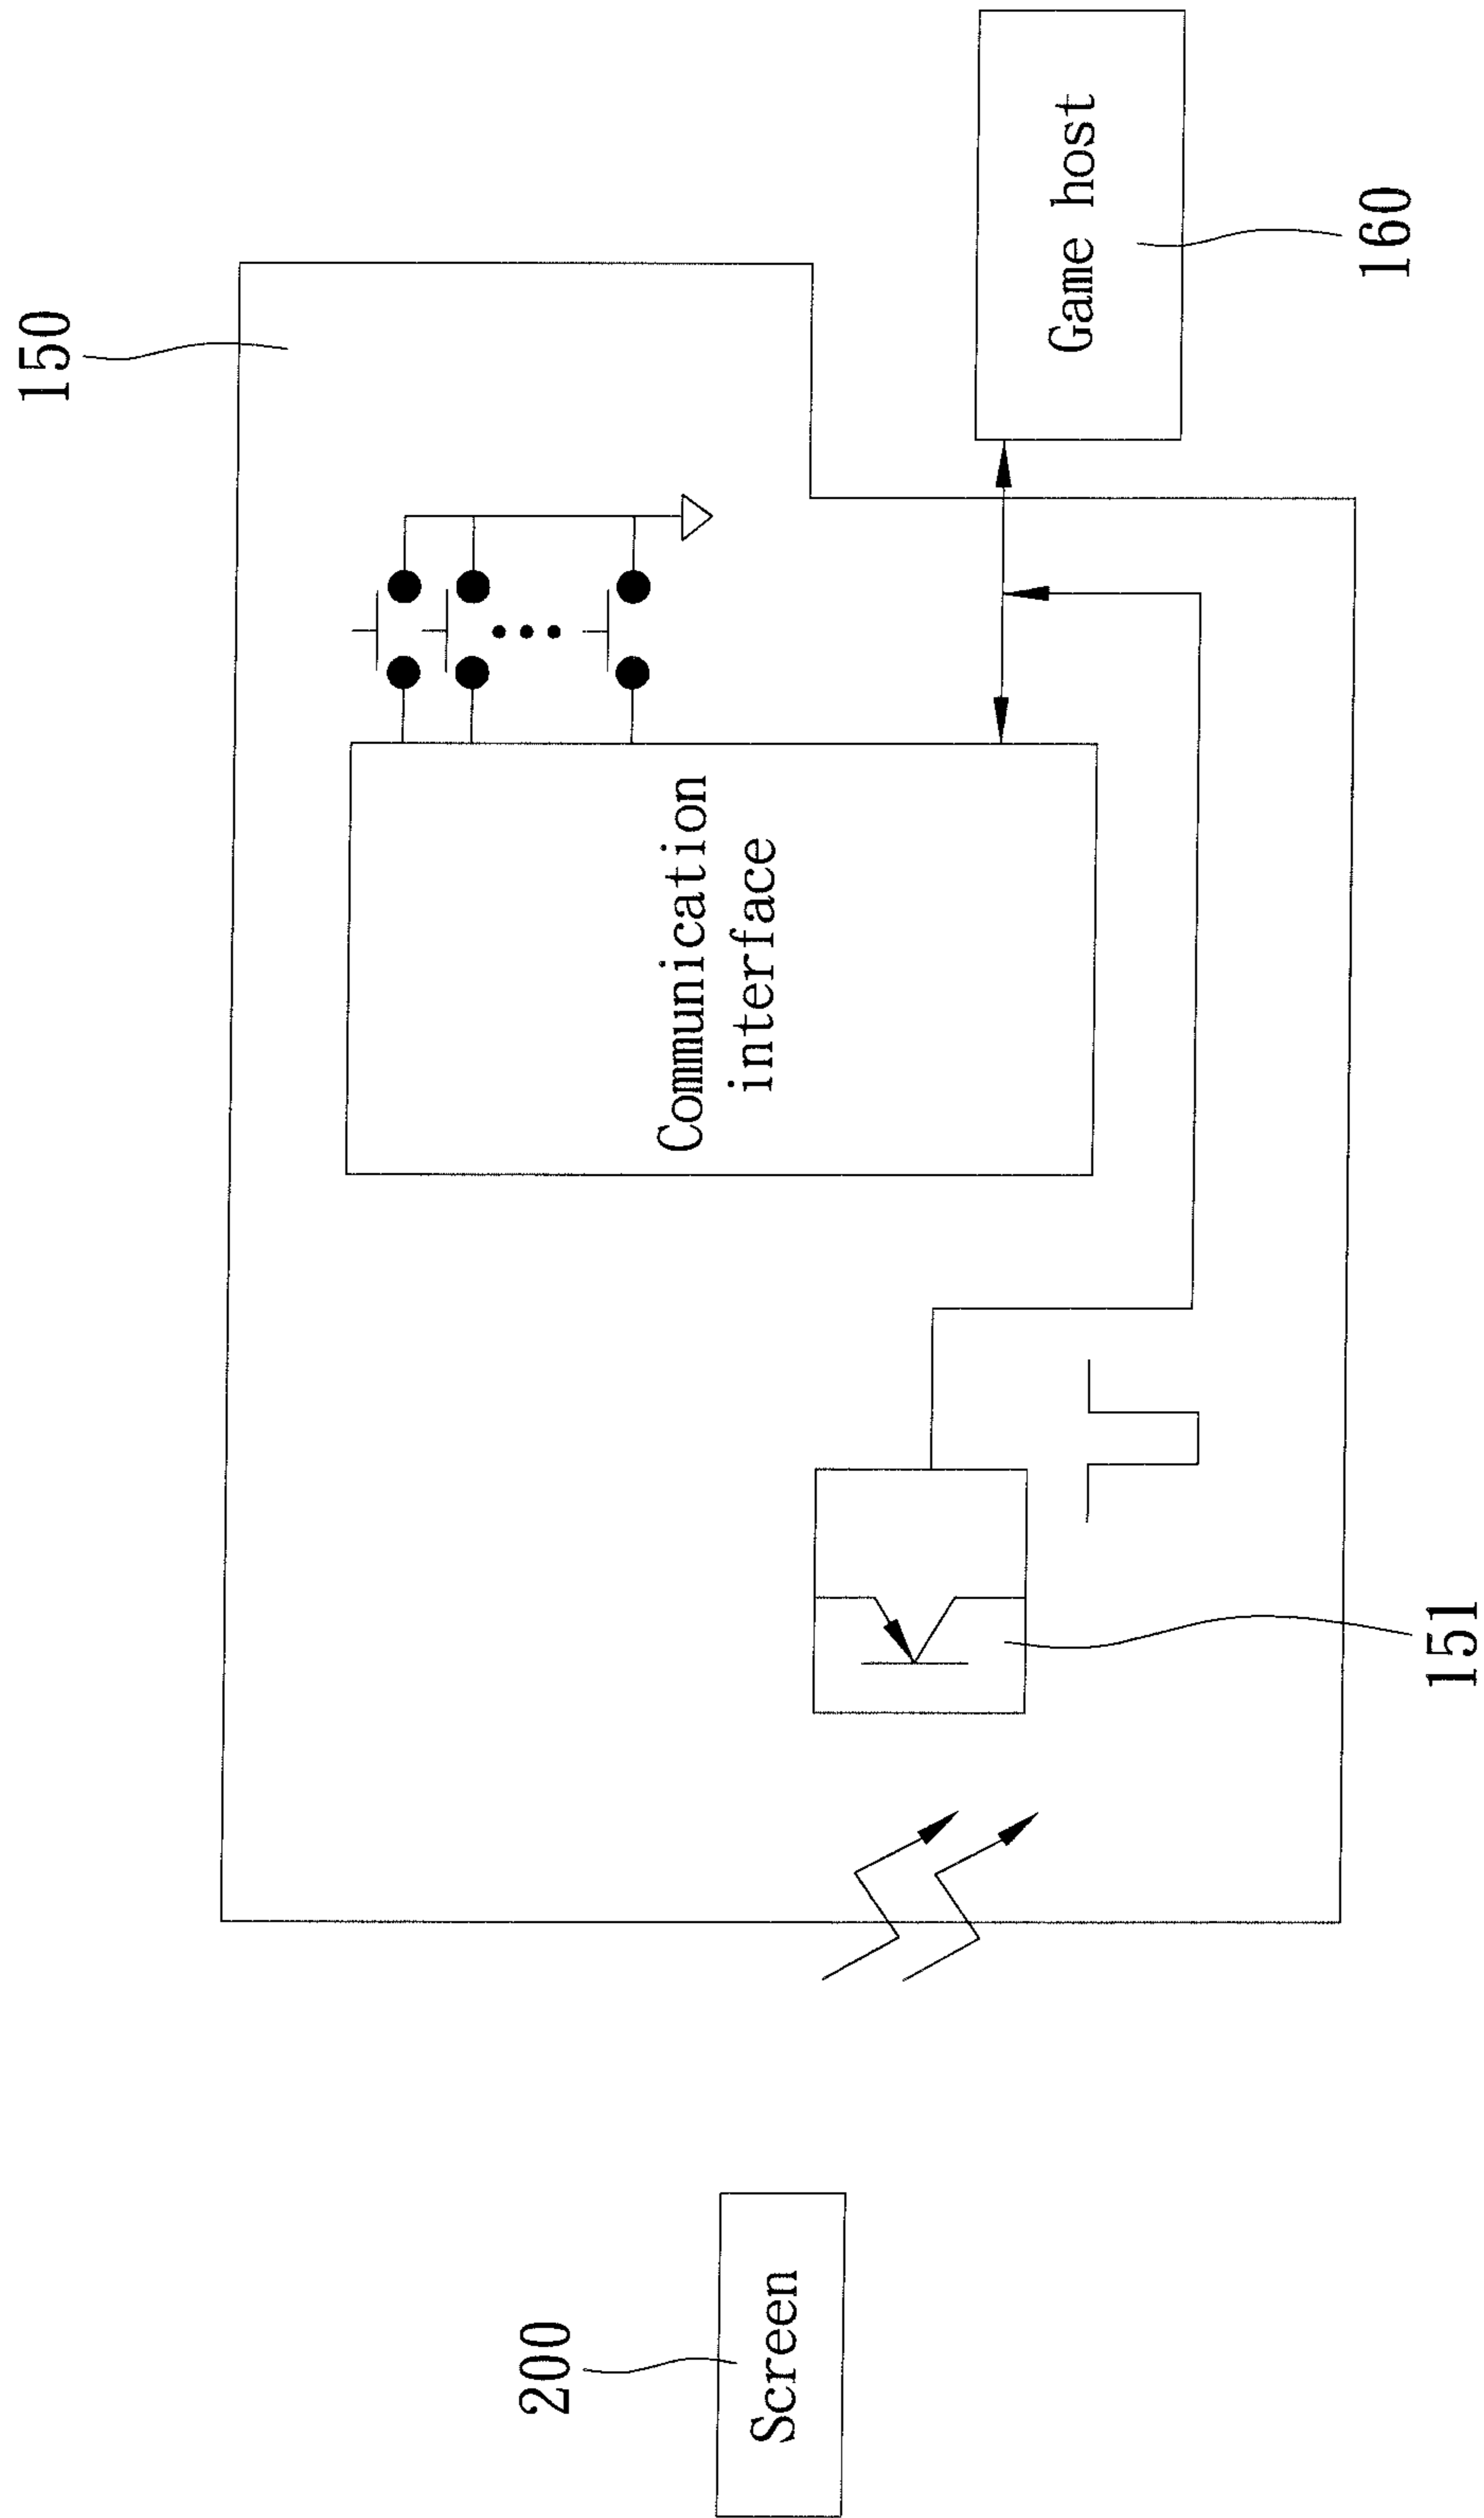 150
Game host
160
Communication
interface
151
200
Screen